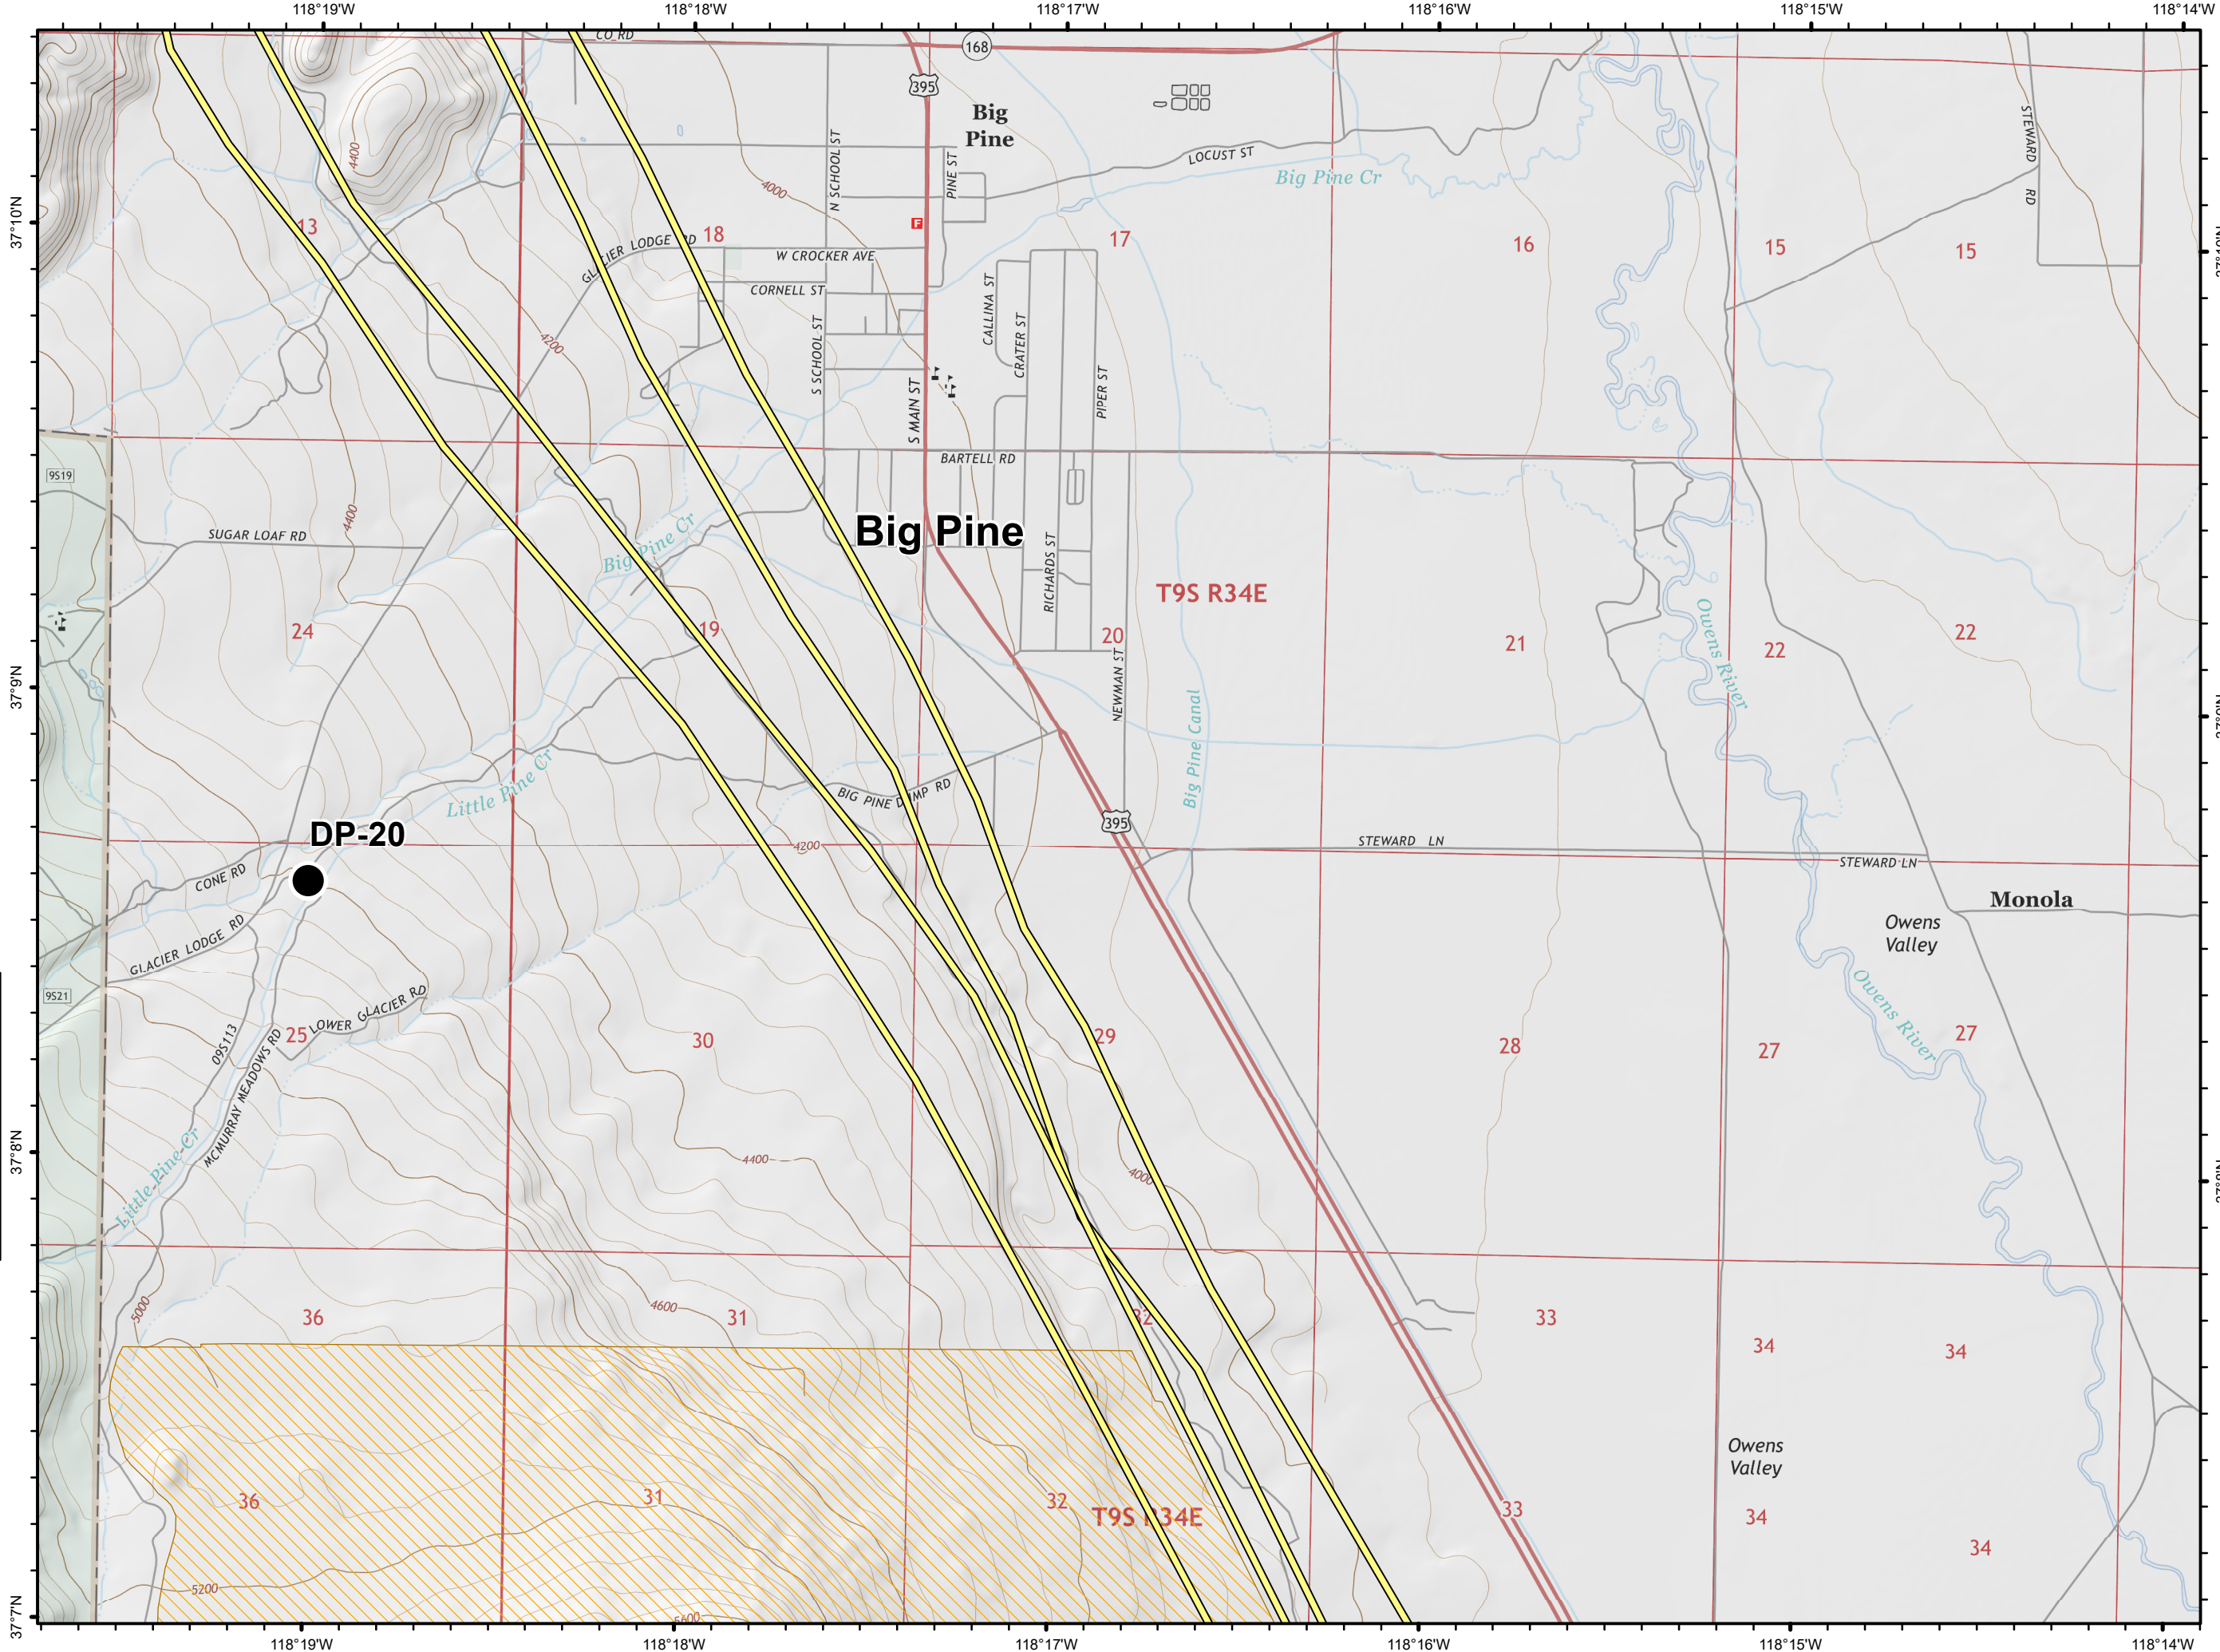 118°19'W
118°18'W
118°17'W
118°16'W
118°15'W
118°14'W
CO RD
168
395
Big
Pine
4400
4000
N SCHOOL ST
PINE ST
LOCUST ST
Big Pine Cr
STEWARD RD
37°10'N
13
18
17
16
15
15
GLACIER LODGE RD
W CROCKER AVE
CORNELL ST
4200
S SCHOOL ST
S MAIN ST
CALLINA ST
CRATER ST
PIPER ST
F
BARTELL RD
9S19
SUGAR LOAF RD
4400
Big Pine Cr
Big Pine
RICHARDS ST
T9S R34E
24
19
20
21
22
22
Owens River
NEWMAN ST
37°9'N
Big Pine Canal
Little Pine Cr
BIG PINE DUMP RD
395
DP-20
4200
STEWARD LN
STEWARD LN
CONE RD
Monola
Owens
Valley
GLACIER LODGE RD
9S21
LOWER GLACIER RD
09S113
MCMURRAY MEADOWS RD
25
30
29
28
27
27
Owens River
37°8'N
Little Pine Cr
4400
4000
5000
36
4600
31
32
33
34
34
Owens
Valley
36
31
32
T9S R34E
33
34
34
5200
5600
37°7'N
118°19'W
118°18'W
118°17'W
118°16'W
118°15'W
118°14'W